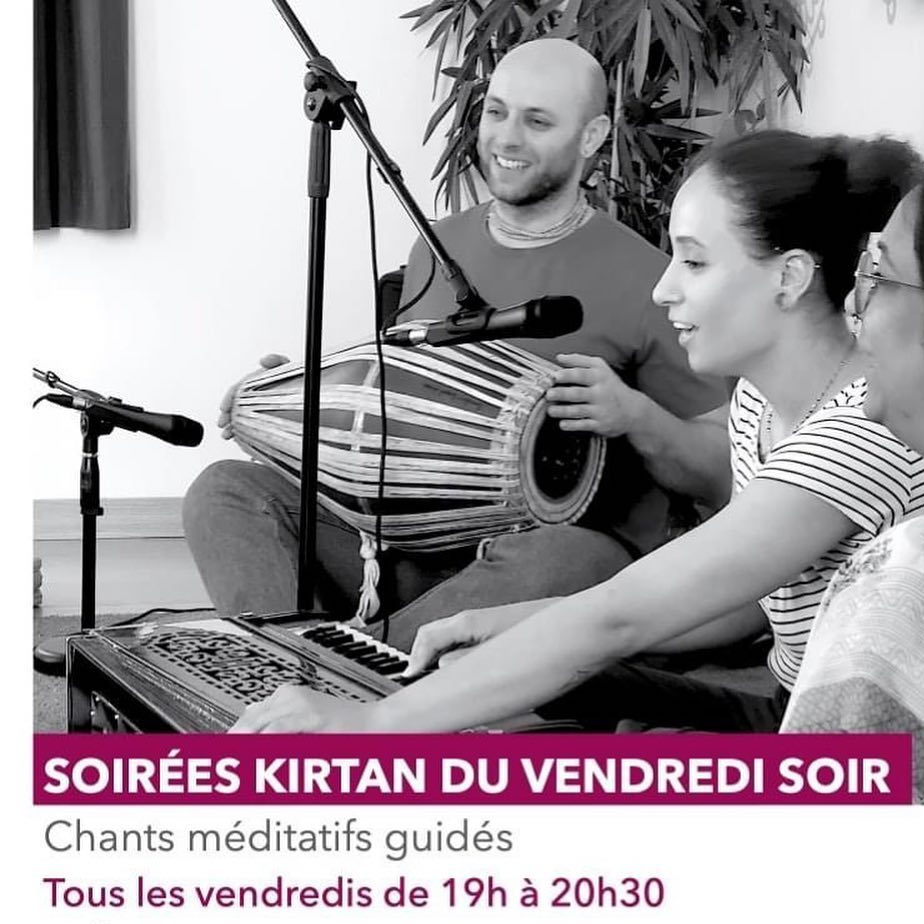 SOIRÉES KIRTAN DU VENDREDI SOIR
Chants méditatifs guidés
Tous les vendredis de 19h à 20h30